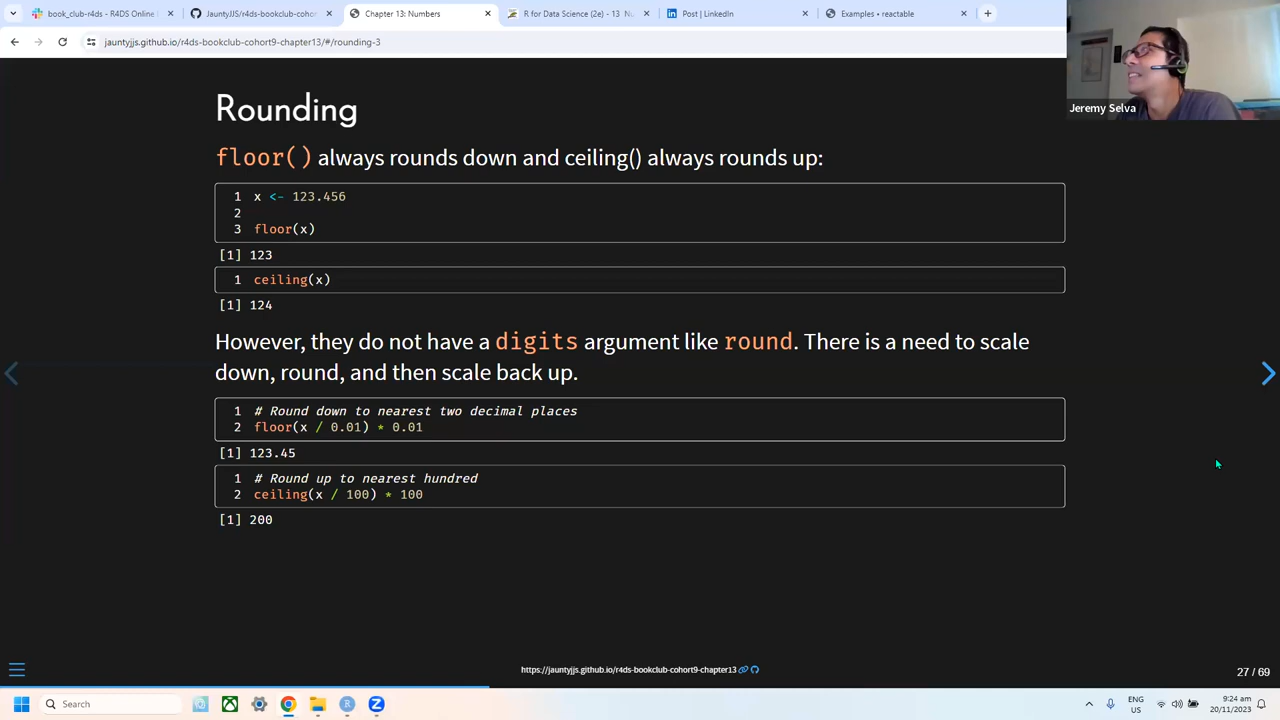 book_club-r4ds - R4DS Online
JauntyJJS/r4ds-bookclub-cohor
Chapter 13: Numbers
R for Data Science (2e) - 13 Nu
Post | LinkedIn
Examples – reactable
jauntyjjs.github.io/r4ds-bookclub-cohort9-chapter13/#/rounding-3
Jeremy Selva
Rounding
floor() always rounds down and ceiling() always rounds up:
1 x <- 123.456
2
3 floor(x)
[1] 123
1 ceiling(x)
[1] 124
However, they do not have a digits argument like round. There is a need to scale
down, round, and then scale back up.
1 # Round down to nearest two decimal places
2 floor(x / 0.01) * 0.01
[1] 123.45
1 # Round up to nearest hundred
2 ceiling(x / 100) * 100
[1] 200
https://jauntyjjs.github.io/r4ds-bookclub-cohort9-chapter13
27 / 69
Search
ENG
US
9:24 am
20/11/2023